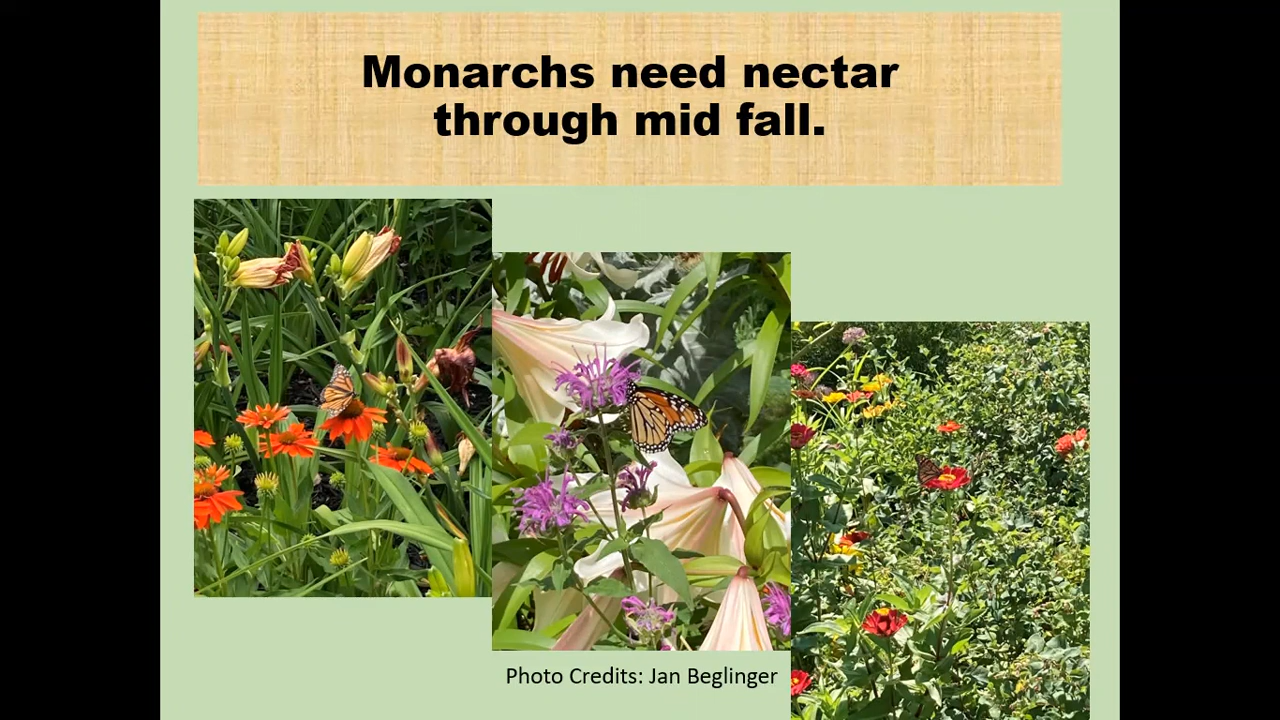 Monarchs need nectar
through mid fall.
Photo Credits: Jan Beglinger